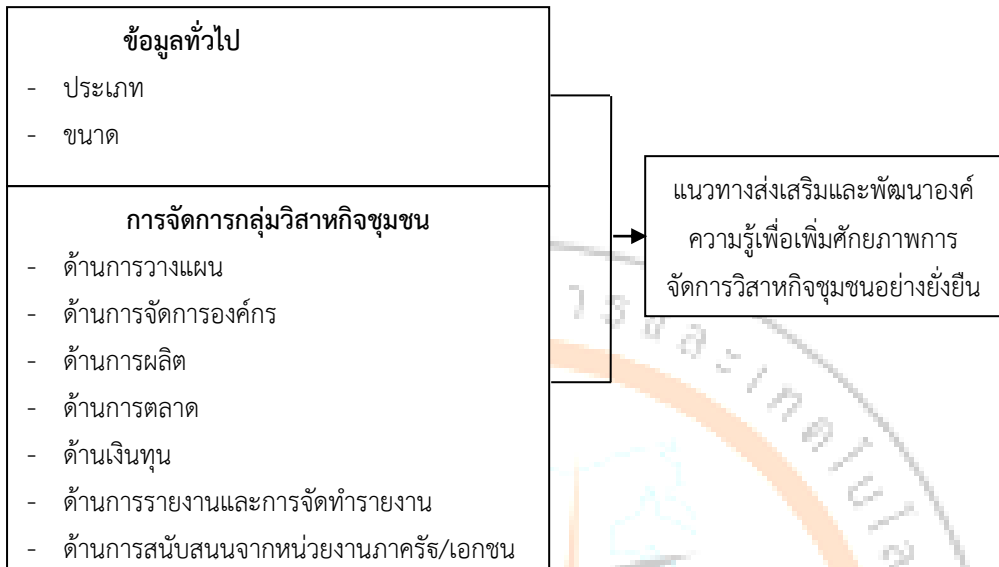 ข้อมูลทั่วไป
- ประเภท
- ขนาด
การจัดการกลุ่มวิสาหกิจชุมชน
- ด้านการวางแผน
- ด้านการจัดการองค์กร
- ด้านการผลิต
- ด้านการตลาด
- ด้านเงินทุน
- ด้านการรายงานและการจัดทำรายงาน
- ด้านการสนับสนนจากหน่วยงานภาครัฐ/เอกชน
แนวทางส่งเสริมและพัฒนาองค์
ความรู้เพื่อเพิ่มศักยภาพการ
จัดการวิสาหกิจชุมชนอย่างยั่งยืน